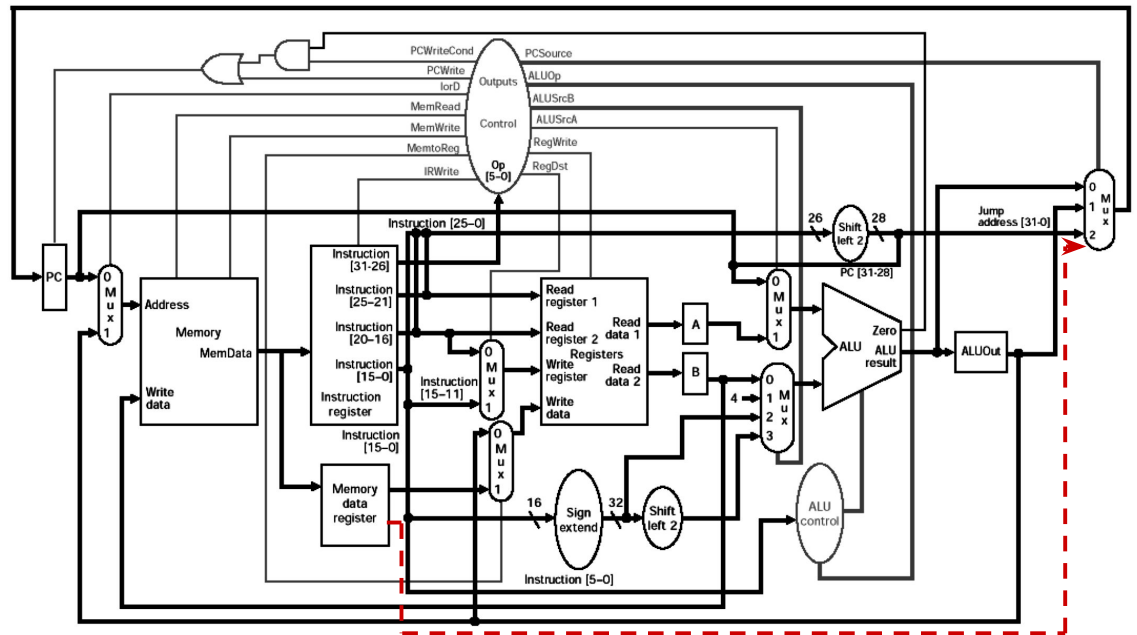 PCWriteCond
PCSource
PCWrite
Outputs
ALUOp
IorD
ALUSrcB
MemRead
Control
ALUSrcA
MemWrite
RegWrite
MemtoReg
Op
[5–0]
RegDst
IRWrite
0
1
2
Mux
Instruction [25–0]
26
Shift
left 2
28
Jump
address [31-0]
PC [31-28]
PC
0
Mux
1
Address
Memory
MemData
Write
data
Instruction
[31-26]
Instruction
[25–21]
Instruction
[20–16]
Instruction
[15–0]
Instruction
register
Instruction
[15–11]
0
Mux
1
Read
register 1
Read
register 2
Registers
Write
register
Write
data
Read
data 1
Read
data 2
A
B
0
Mux
1
4
0
1
2
3
Mux
Zero
ALU
ALU
result
ALUOut
Instruction
[15–0]
0
Mux
1
Memory
data
register
16
Sign
extend
32
Shift
left 2
ALU
control
Instruction [5–0]